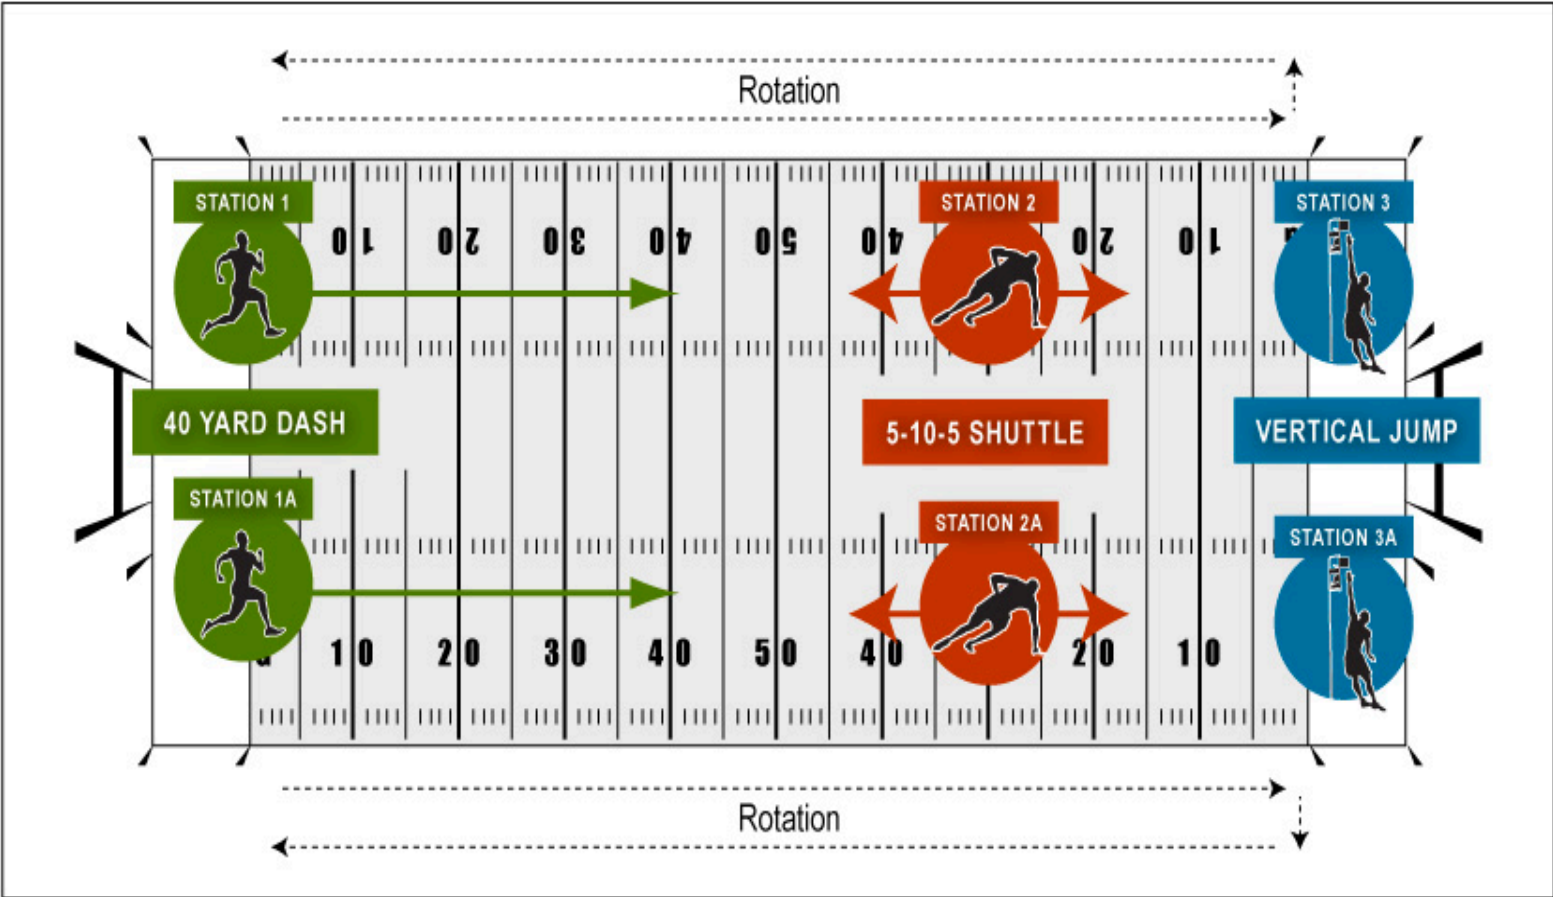 Rotation
STATION 1
STATION 2
STATION 3
10 20 30 40 50 40 20 10
40 YARD DASH
5-10-5 SHUTTLE
VERTICAL JUMP
STATION 1A
STATION 2A
STATION 3A
10 20 30 40 50 40 20 10
Rotation